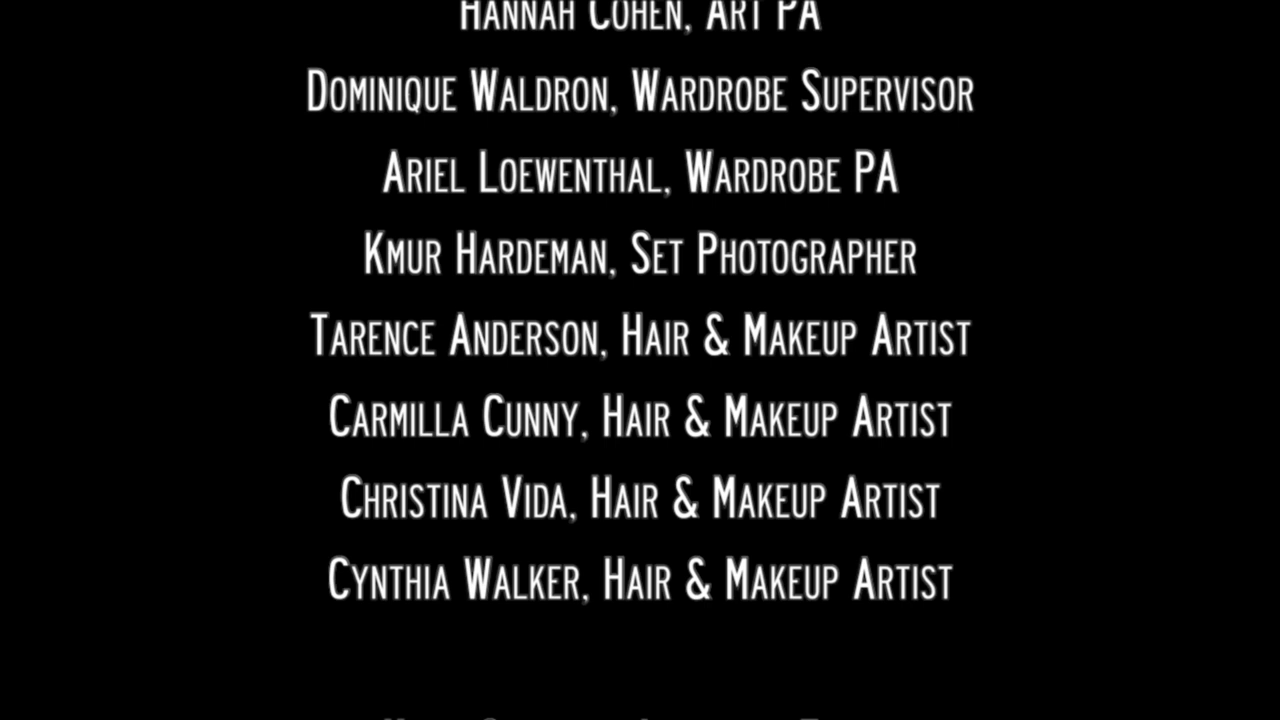 Hannah Cohen, Art PA
Dominique Waldron, Wardrobe Supervisor
Ariel Loewenthal, Wardrobe PA
Kmur Hardeman, Set Photographer
Tarence Anderson, Hair & Makeup Artist
Carmilla Cunny, Hair & Makeup Artist
Christina Vida, Hair & Makeup Artist
Cynthia Walker, Hair & Makeup Artist